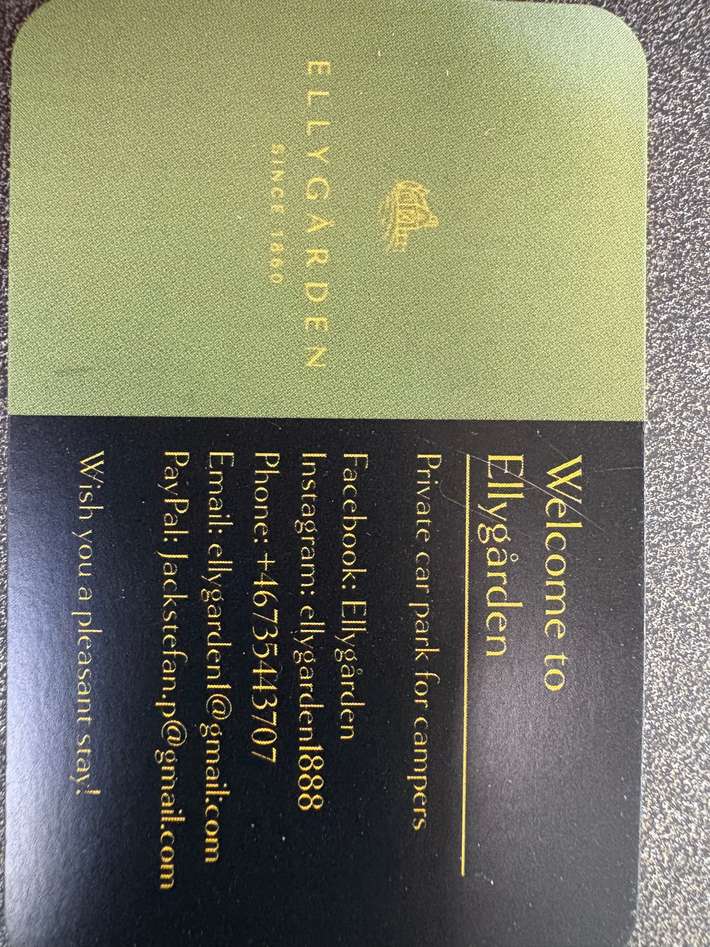 ELLYGÅRDEN
SINCE 1860
Welcome to
Ellygården
Private car park for campers
Facebook: Ellygården
Instagram: ellygarden1888
Phone: +46735443707
Email: ellygarden1@gmail.com
PayPal: Jackstefan.p@gmail.com
Wish you a pleasant stay!